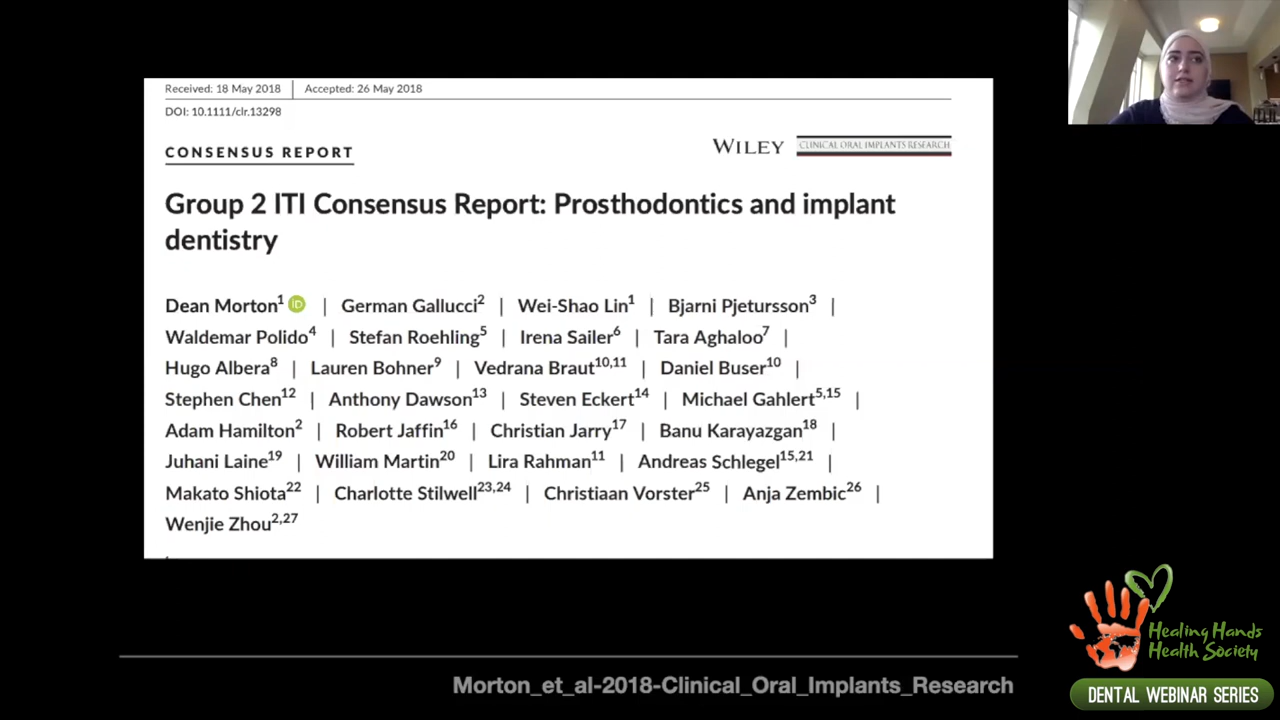 Received: 18 May 2018 | Accepted: 26 May 2018
DOI: 10.1111/clr.13298
CONSENSUS REPORT
WILEY CLINICAL ORAL IMPLANTS RESEARCH
Group 2 ITI Consensus Report: Prosthodontics and implant
dentistry
Dean Morton1 iD | German Gallucci2 | Wei-Shao Lin1 | Bjarni Pjetursson3 |
Waldemar Polido4 | Stefan Roehling5 | Irena Sailer6 | Tara Aghaloo7 |
Hugo Albera8 | Lauren Bohner9 | Vedrana Braut10,11 | Daniel Buser10 |
Stephen Chen12 | Anthony Dawson13 | Steven Eckert14 | Michael Gahlert5,15 |
Adam Hamilton2 | Robert Jaffin16 | Christian Jarry17 | Banu Karayazgan18 |
Juhani Laine19 | William Martin20 | Lira Rahman11 | Andreas Schlegel15,21 |
Makato Shiota22 | Charlotte Stilwell23,24 | Christiaan Vorster25 | Anja Zembic26 |
Wenjie Zhou2,27
Morton_et_al-2018-Clinical_Oral_Implants_Research
Healing Hands
Health Society
DENTAL WEBINAR SERIES